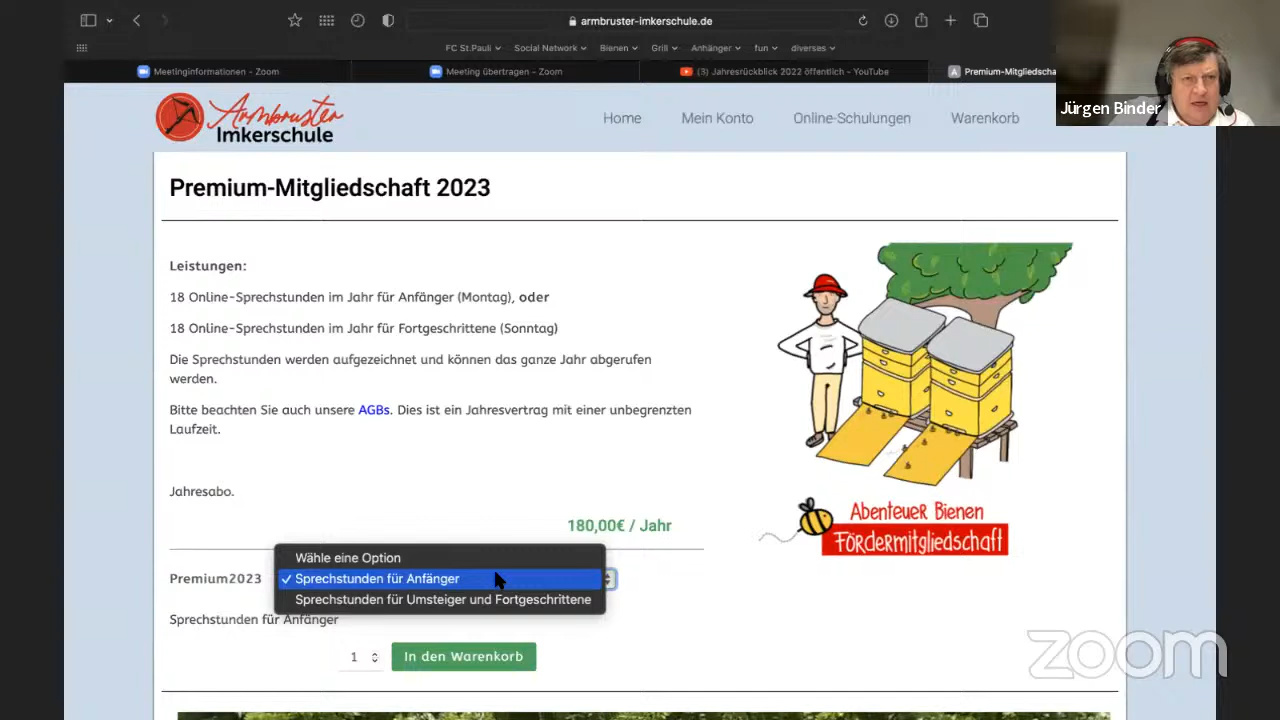 armbruster-imkerschule.de
FC St.Pauli
Social Network
Bienen
Grill
Anhänger
fun
diverses
Meetinginformationen - Zoom
Meeting übertragen – Zoom
(3) Jahresrückblick 2022 öffentlich - YouTube
Premium-Mitgliedscha
Jürgen Binder
Armbruster
Imkerschule
Home
Mein Konto
Online-Schulungen
Warenkorb
Premium-Mitgliedschaft 2023
Leistungen:
18 Online-Sprechstunden im Jahr für Anfänger (Montag), oder
18 Online-Sprechstunden im Jahr für Fortgeschrittene (Sonntag)
Die Sprechstunden werden aufgezeichnet und können das ganze Jahr abgerufen
werden.
Bitte beachten Sie auch unsere AGBs. Dies ist ein Jahresvertrag mit einer unbegrenzten
Laufzeit.
Jahresabo.
180,00€ / Jahr
Abenteuer Bienen
Fördermitgliedschaft
Wähle eine Option
Premium2023
✓ Sprechstunden für Anfänger
Sprechstunden für Umsteiger und Fortgeschrittene
Sprechstunden für Anfänger
1
In den Warenkorb
zoom